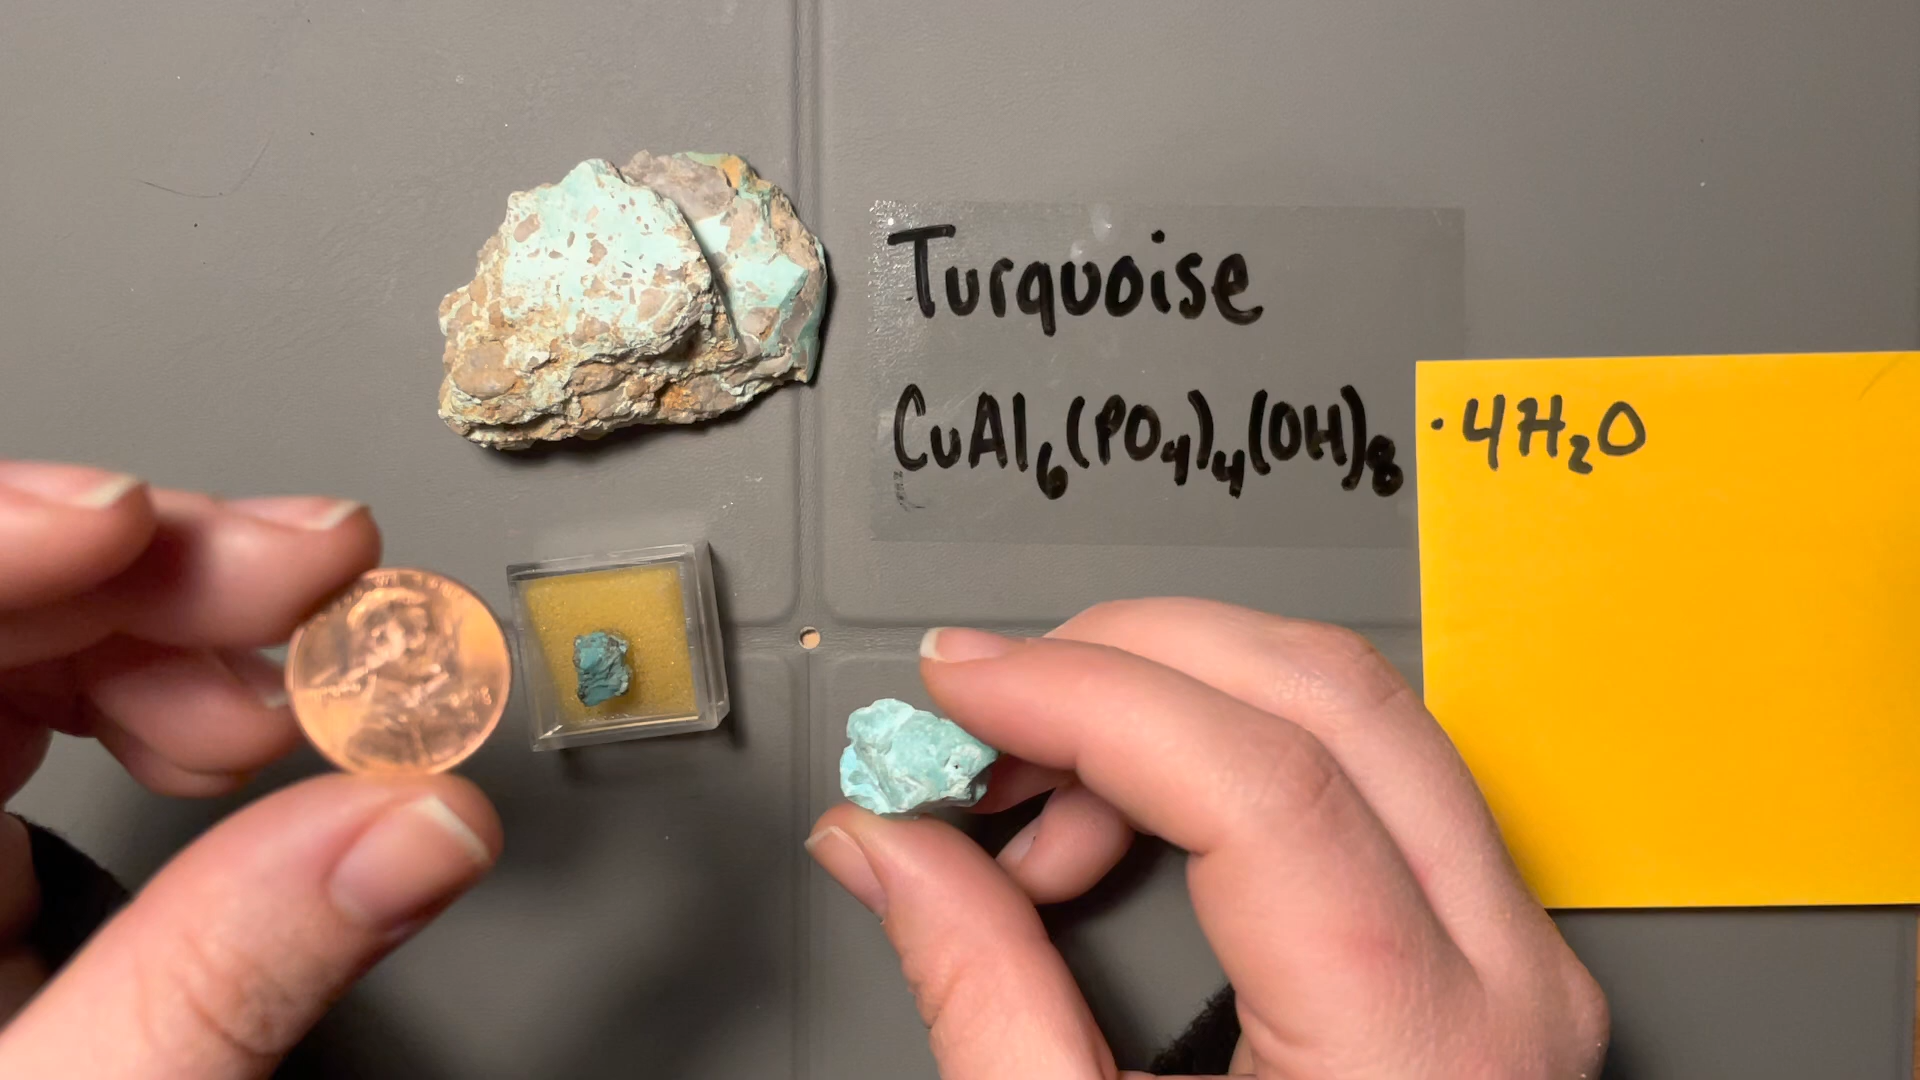 Turquoise
CuAl₆(PO₄)₄(OH)₈ ·4H₂O